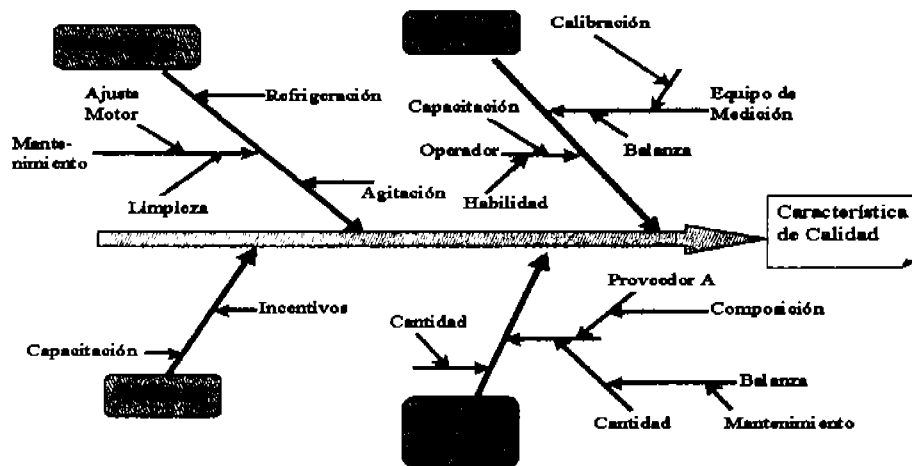 Calibración
Ajuste
Motor
Refrigeración
Capacitación
Equipo de
Medición
Mante-
nimiento
Operador
Balanza
Limpieza
Agitación
Habilidad
Característica
de Calidad
Proveedor A
Incentivos
Cantidad
Composición
Capacitación
Balanza
Cantidad
Mantenimiento